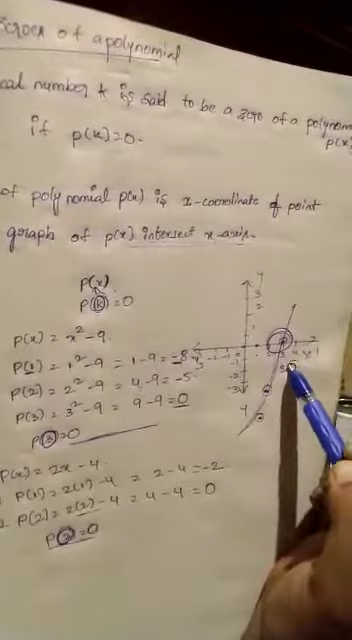 zeroes of a polynomial
real number k is said to be a zero of a polynom
p(x)
if p(k)=0.
of polynomial p(x) is x-coordinate of point
graph of p(x) intersect x-axis.
p(x)
p(k)=0
p(x) = x²-9
p(1) = 1²-9 = 1-9 = -8
p(2) = 2²-9 = 4-9 = -5
p(3) = 3²-9 = 9-9 = 0
p(3)=0
p(x) = 2x-4
p(1) = 2(1)-4 = 2-4 = -2
p(2) = 2(2)-4 = 4-4 = 0
p(2)=0